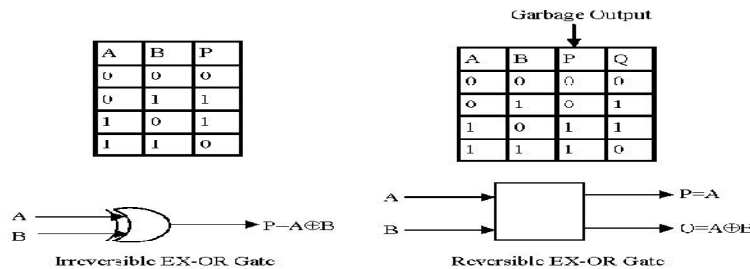 Garbage Output
A B P
0 0 0
0 1 1
1 0 1
1 1 0
A B P Q
0 0 0 0
0 1 0 1
1 0 1 1
1 1 1 0
A
B
P=A⊕B
Irreversible EX-OR Gate
A
B
P=A
Q=A⊕B
Reversible EX-OR Gate